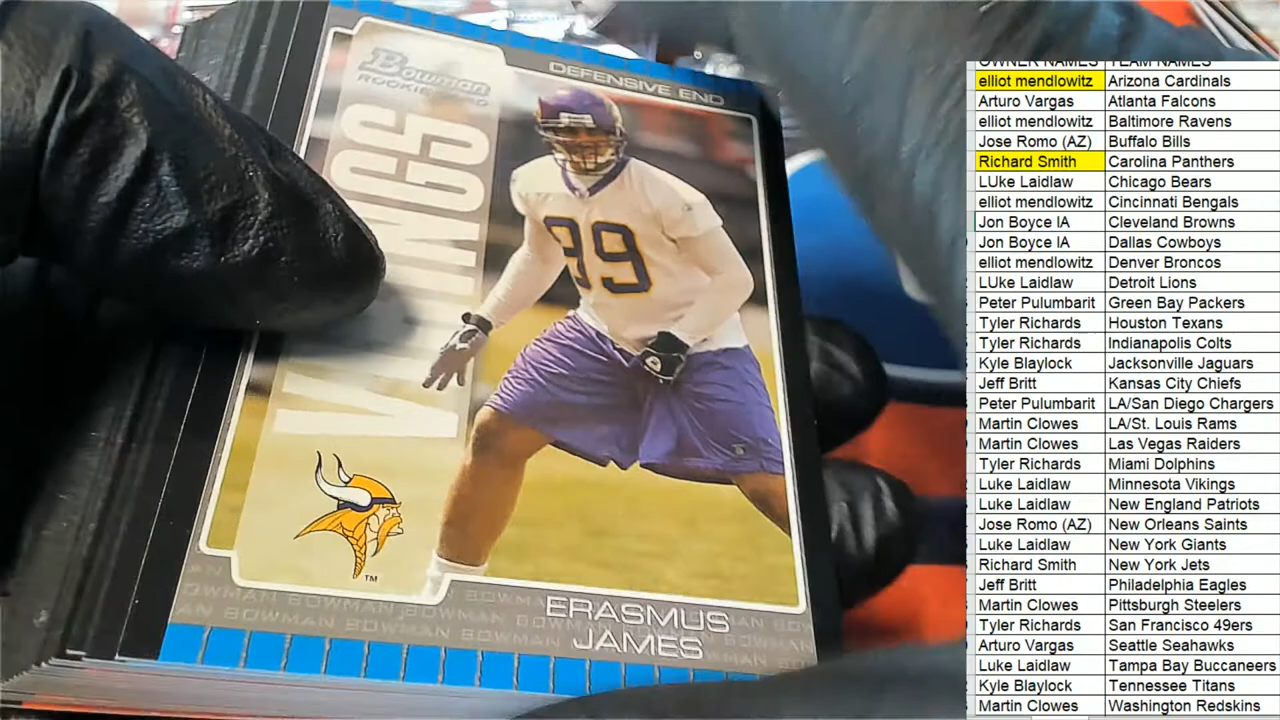 Bowman
DEFENSIVE END
99
ERASMUS
JAMES
BOWMAN BOWMAN BOWMAN
BOWMAN BOWMAN BOWMAN
TM
OWNER NAMES TEAM NAMES
elliot mendlowitz Arizona Cardinals
Arturo Vargas Atlanta Falcons
elliot mendlowitz Baltimore Ravens
Jose Romo (AZ) Buffalo Bills
Richard Smith Carolina Panthers
LUke Laidlaw Chicago Bears
elliot mendlowitz Cincinnati Bengals
Jon Boyce IA Cleveland Browns
Jon Boyce IA Dallas Cowboys
elliot mendlowitz Denver Broncos
LUke Laidlaw Detroit Lions
Peter Pulumbarit Green Bay Packers
Tyler Richards Houston Texans
Tyler Richards Indianapolis Colts
Kyle Blaylock Jacksonville Jaguars
Jeff Britt Kansas City Chiefs
Peter Pulumbarit LA/San Diego Chargers
Martin Clowes LA/St. Louis Rams
Martin Clowes Las Vegas Raiders
Tyler Richards Miami Dolphins
Luke Laidlaw Minnesota Vikings
Luke Laidlaw New England Patriots
Jose Romo (AZ) New Orleans Saints
Luke Laidlaw New York Giants
Richard Smith New York Jets
Jeff Britt Philadelphia Eagles
Martin Clowes Pittsburgh Steelers
Tyler Richards San Francisco 49ers
Arturo Vargas Seattle Seahawks
Luke Laidlaw Tampa Bay Buccaneers
Kyle Blaylock Tennessee Titans
Martin Clowes Washington Redskins